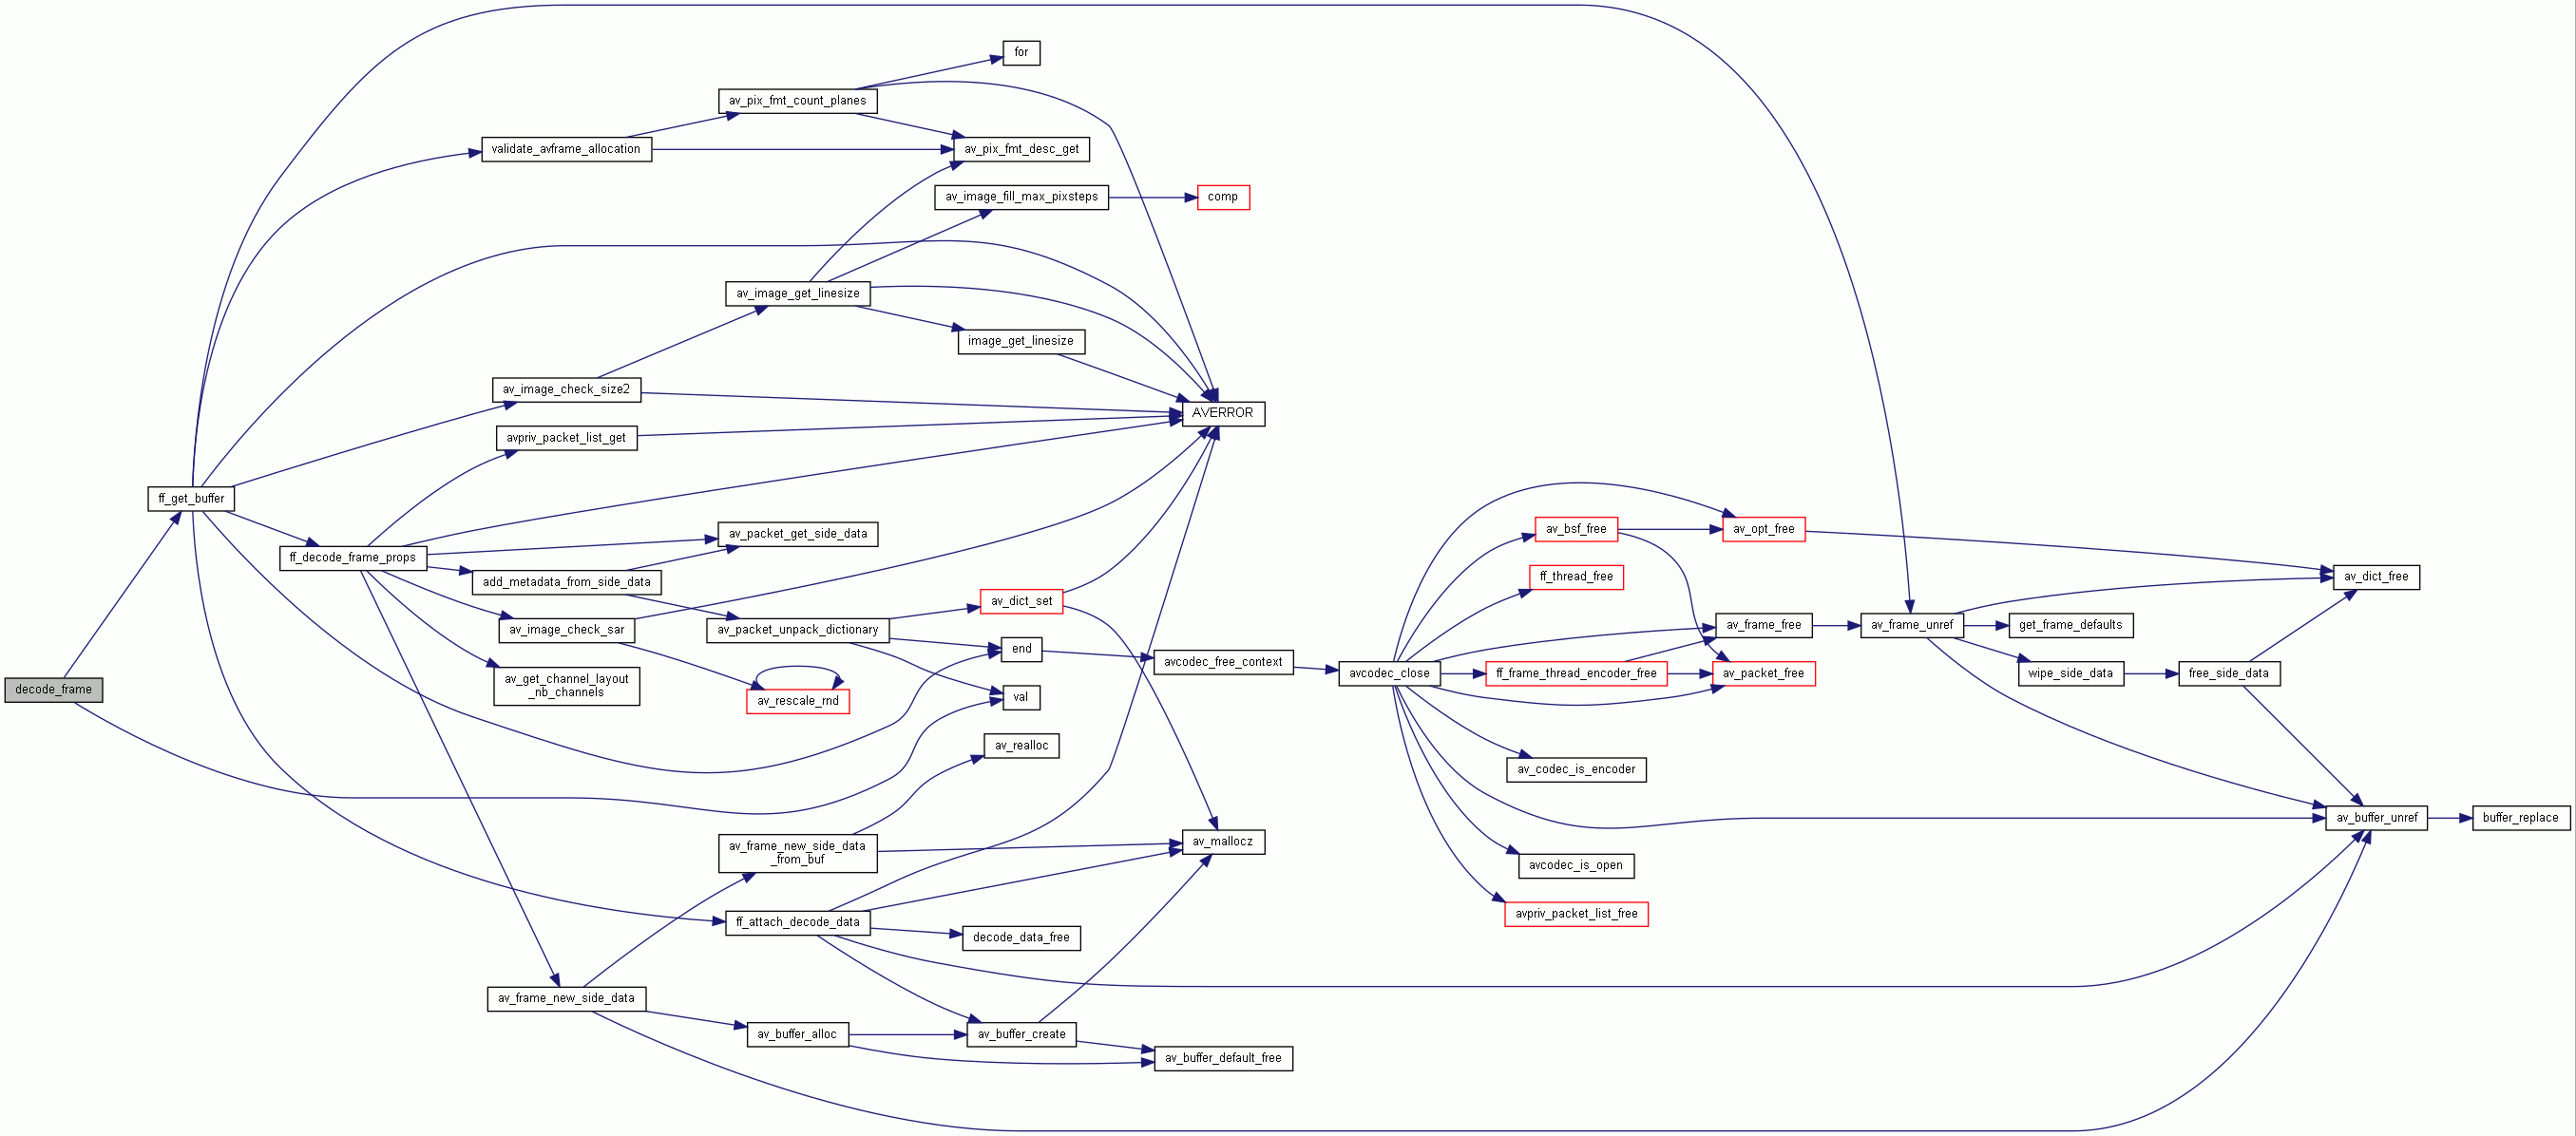 for
av_pix_fmt_count_planes
validate_avframe_allocation
av_pix_fmt_desc_get
av_image_fill_max_pixsteps
comp
av_image_get_linesize
image_get_linesize
av_image_check_size2
AVERROR
avpriv_packet_list_get
ff_get_buffer
av_packet_get_side_data
ff_decode_frame_props
add_metadata_from_side_data
av_dict_set
av_image_check_sar
av_packet_unpack_dictionary
end
avcodec_free_context
decode_frame
av_get_channel_layout
_nb_channels
av_rescale_rnd
val
av_realloc
av_frame_new_side_data
_from_buf
av_mallocz
ff_attach_decode_data
decode_data_free
av_frame_new_side_data
av_buffer_alloc
av_buffer_create
av_buffer_default_free
avcodec_close
av_bsf_free
av_opt_free
ff_thread_free
av_frame_free
ff_frame_thread_encoder_free
av_packet_free
av_codec_is_encoder
avcodec_is_open
avpriv_packet_list_free
av_frame_unref
av_dict_free
get_frame_defaults
wipe_side_data
free_side_data
av_buffer_unref
buffer_replace